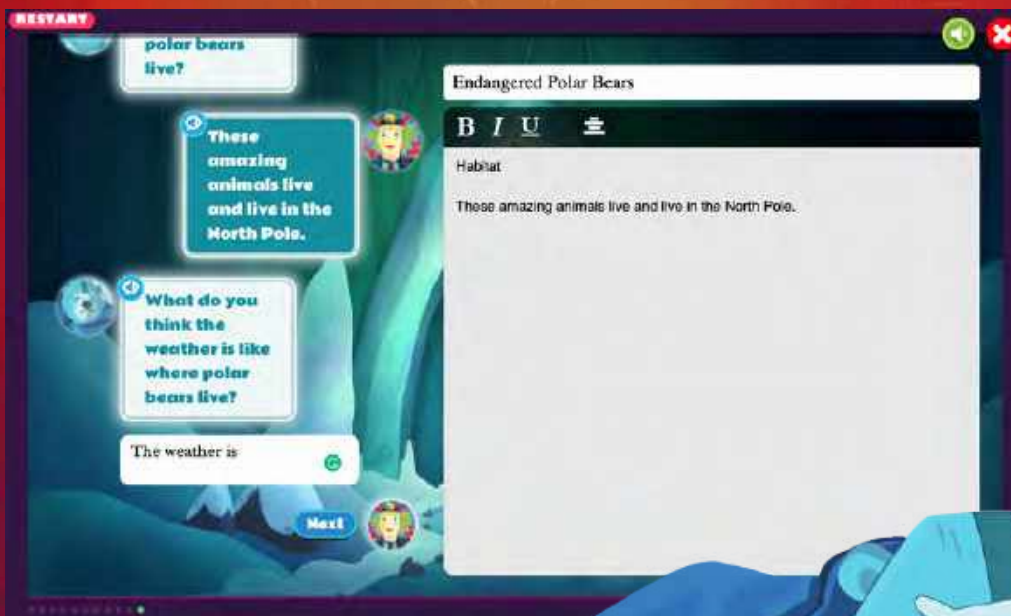 RESTART
polar bears
live?
These
amazing
animals live
and live in the
North Pole.
What do you
think the
weather is like
where polar
bears live?
The weather is
Next
Endangered Polar Bears
B I U
Habitat
These amazing animals live and live in the North Pole.